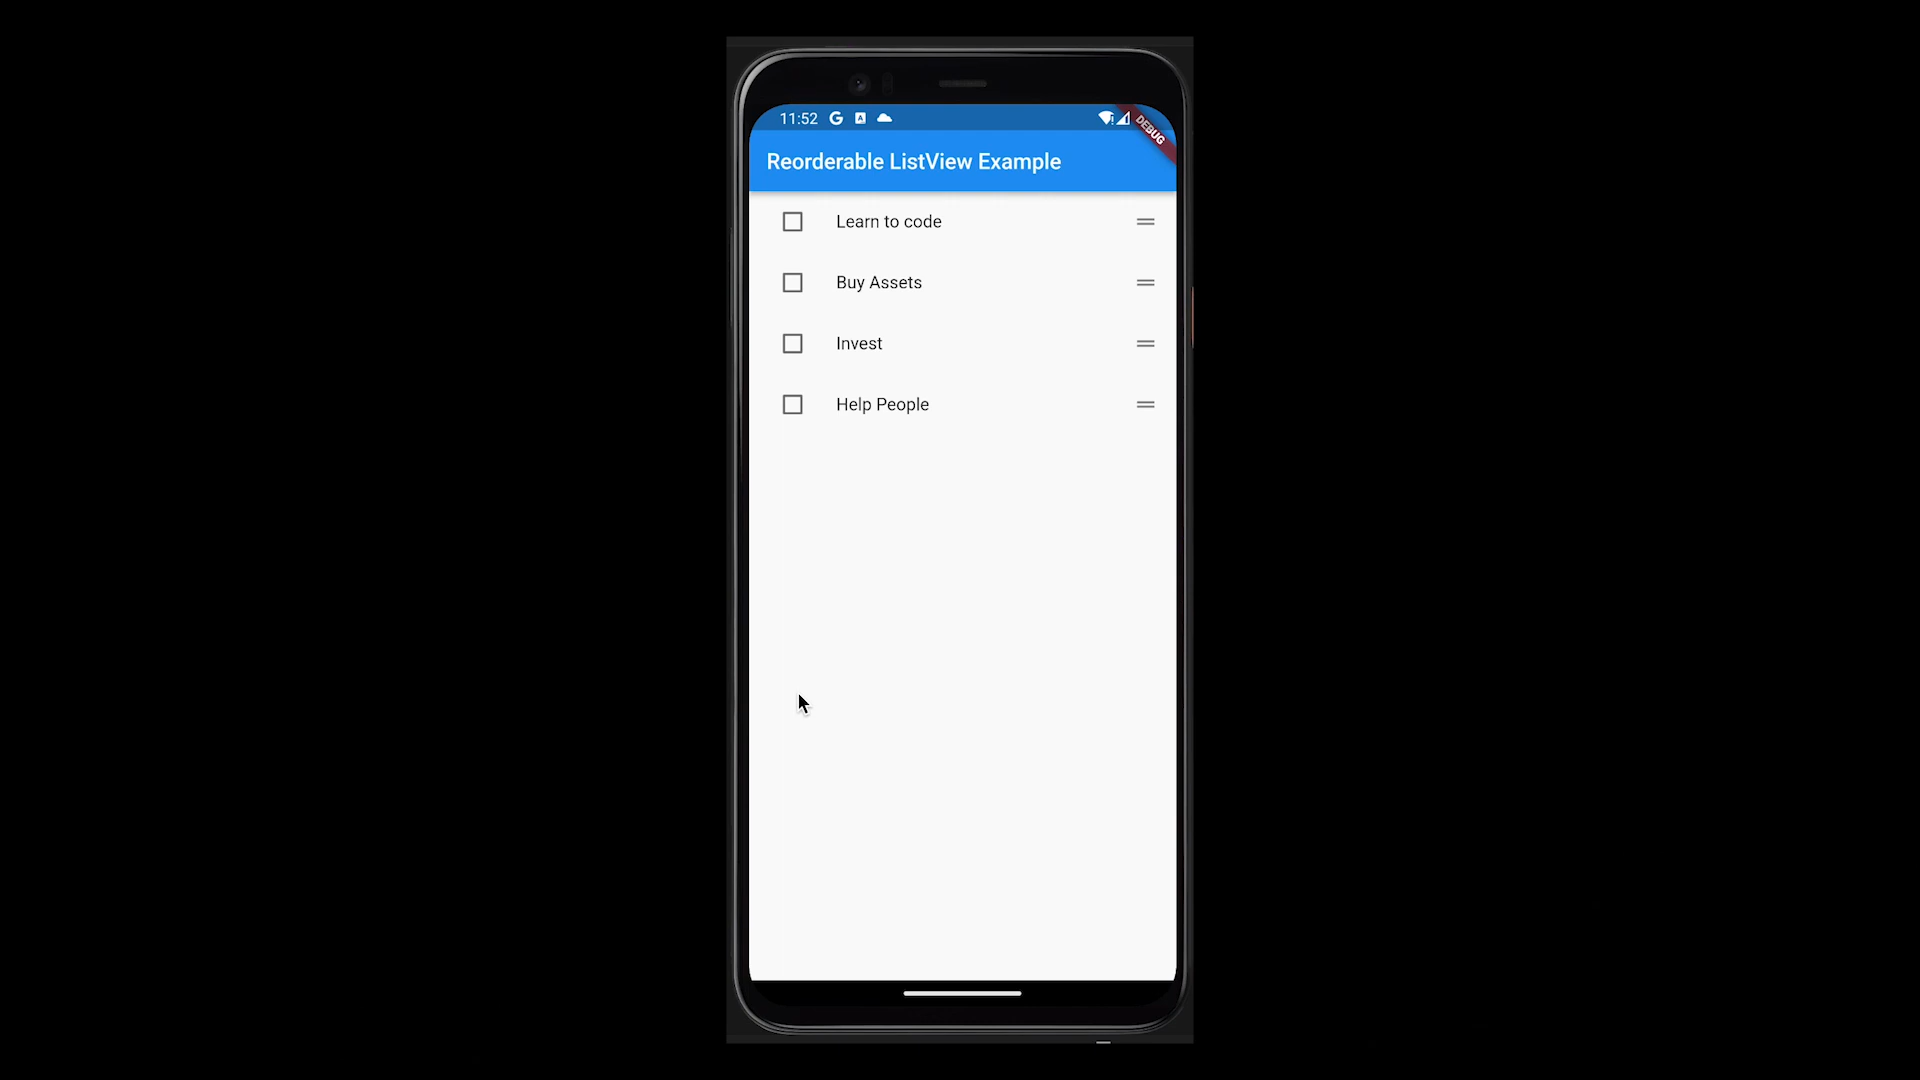 11:52
DEBUG
Reorderable ListView Example
Learn to code
Buy Assets
Invest
Help People